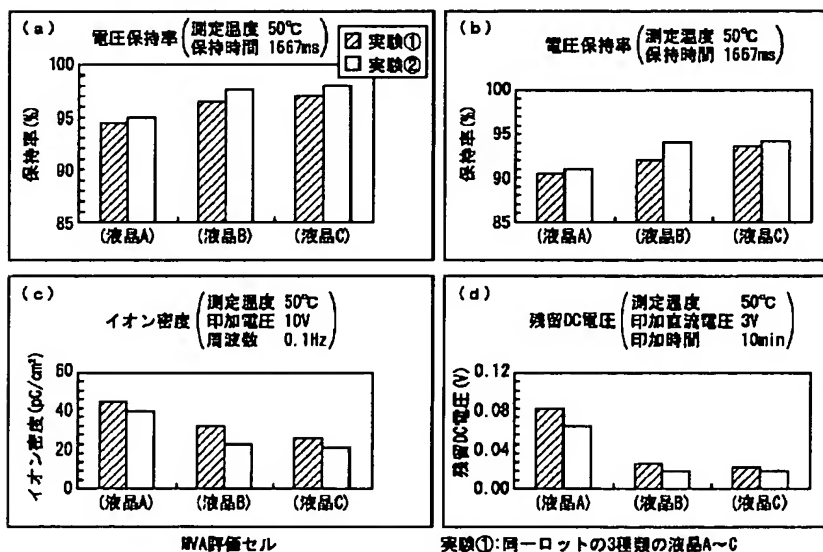 (a)
電圧保持率(測定温度 50℃
保持時間 1667ms)
実験①
実験②
保持率(%)
100
95
90
85
(液晶A) (液晶B) (液晶C)
(b)
電圧保持率(測定温度 50℃
保持時間 1667ms)
保持率(%)
100
95
90
85
(液晶A) (液晶B) (液晶C)
(c)
イオン密度(測定温度 50℃
印加電圧 10V
周波数 0.1Hz)
イオン密度(pC/cm²)
60
40
20
0
(液晶A) (液晶B) (液晶C)
(d)
残留DC電圧(測定温度 50℃
印加直流電圧 3V
印加時間 10min)
残留DC電圧(V)
0.12
0.08
0.04
0.00
(液晶A) (液晶B) (液晶C)
MVA評価セル
実験①:同一ロットの3種類の液晶A~C